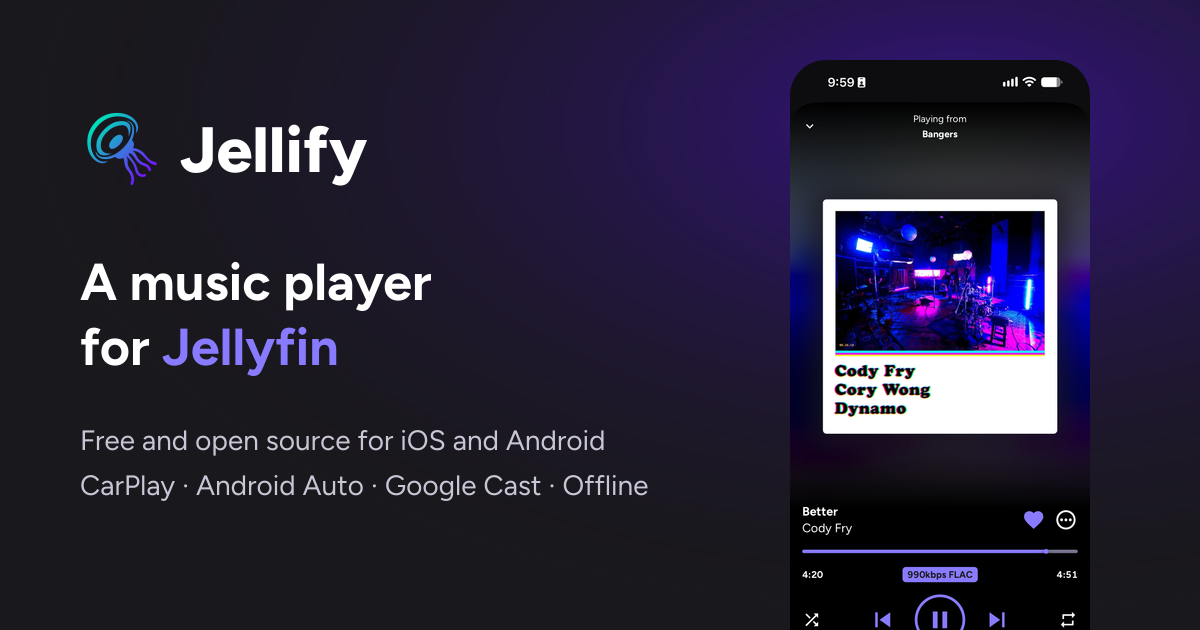 Jellify
A music player
for Jellyfin
Free and open source for iOS and Android
CarPlay · Android Auto · Google Cast · Offline
9:59
Playing from
Bangers
Cody Fry
Cory Wong
Dynamo
Better
Cody Fry
4:20
990kbps FLAC
4:51